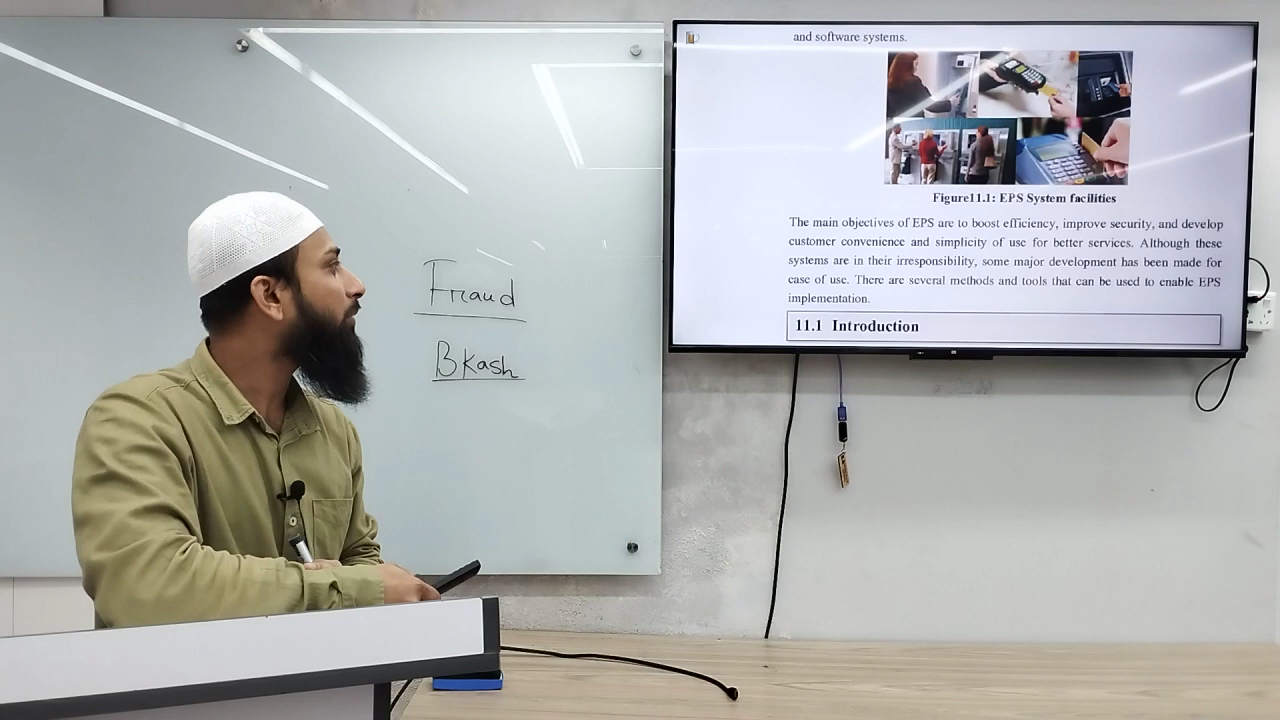 Fraud
BKash
and software systems.
Figure11.1: EPS System facilities
The main objectives of EPS are to boost efficiency, improve security, and develop
customer convenience and simplicity of use for better services. Although these
systems are in their irresponsibility, some major development has been made for
ease of use. There are several methods and tools that can be used to enable EPS
implementation.
11.1 Introduction